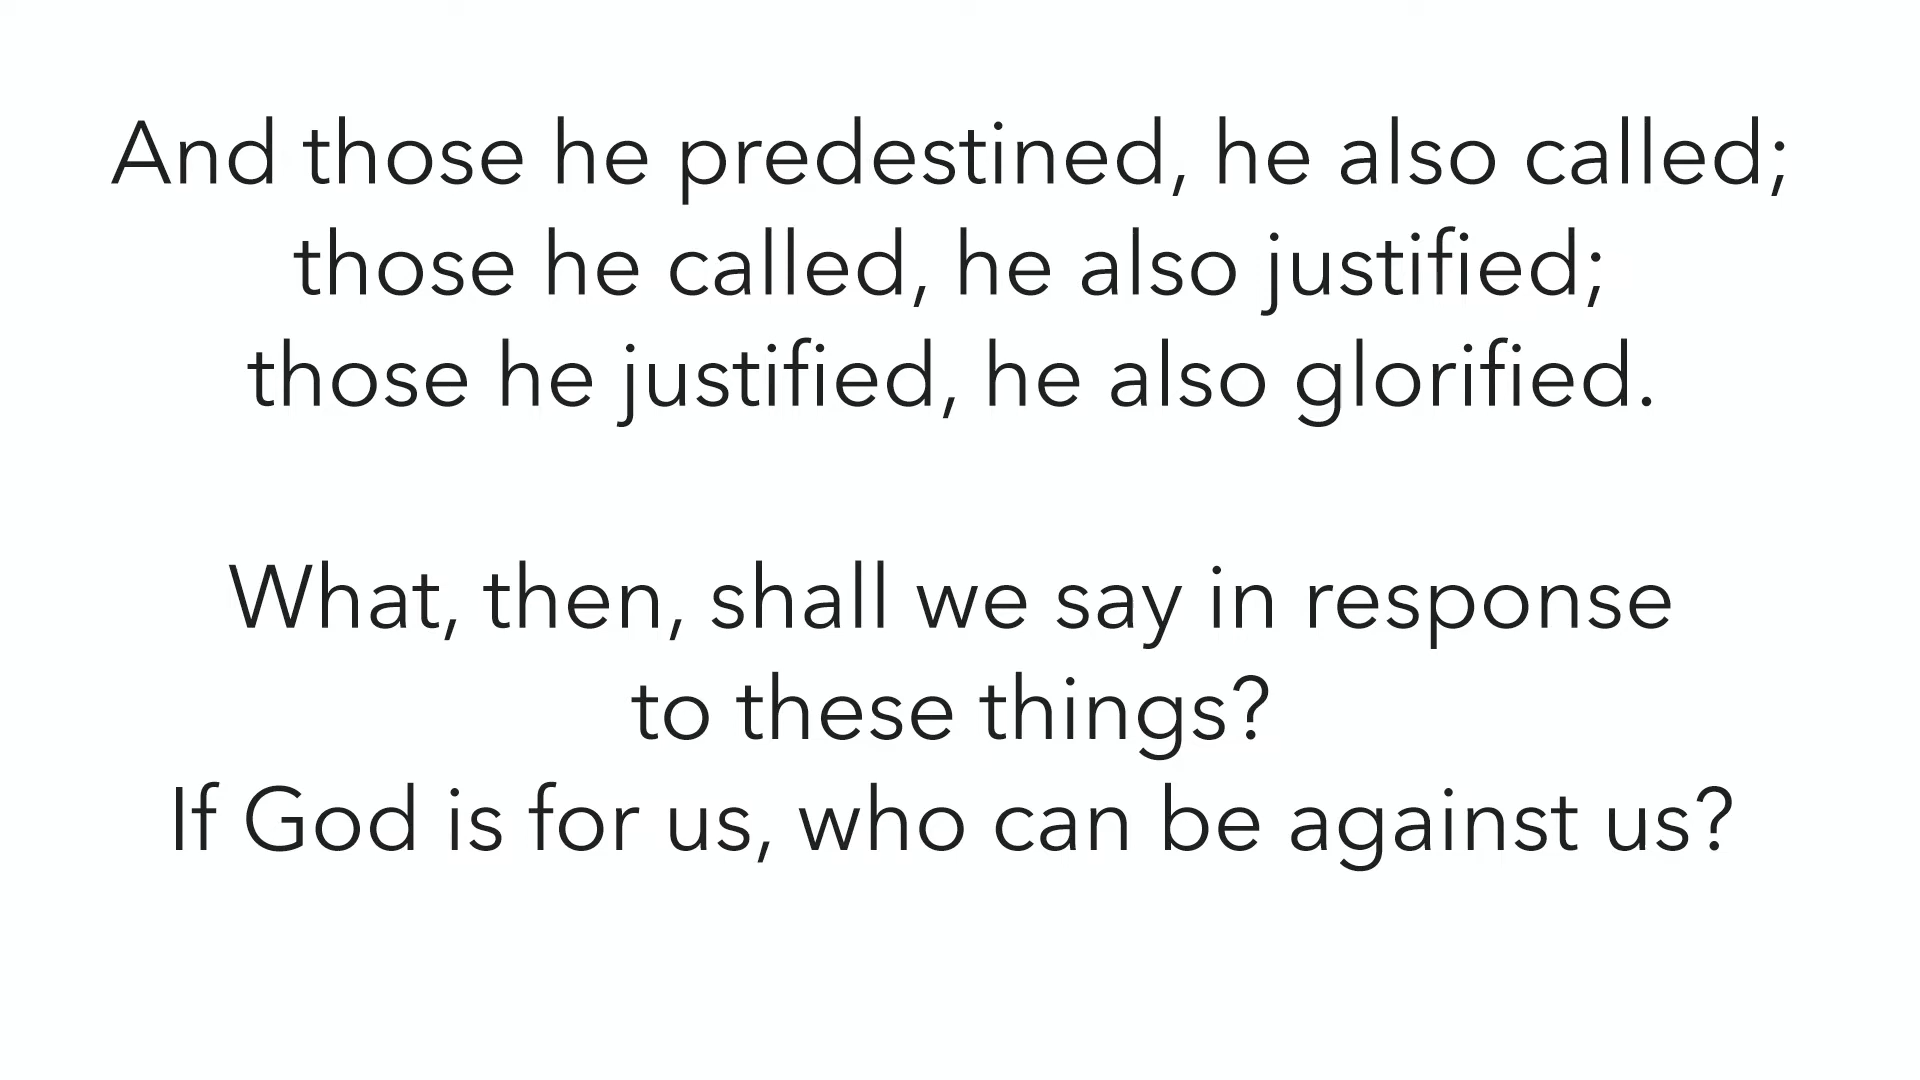 And those he predestined, he also called;
those he called, he also justified;
those he justified, he also glorified.
What, then, shall we say in response
to these things?
If God is for us, who can be against us?